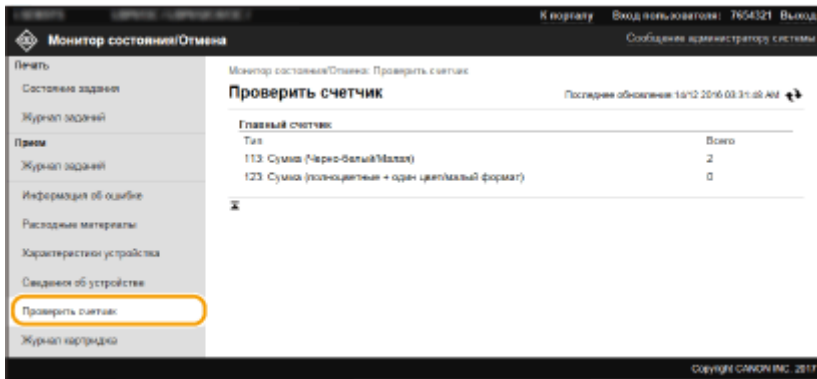 К порталу Вход пользователя: 7654321 Выход
Монитор состояния/Отмена
Сообщение администратору системы
Печать
Состояние задания
Журнал заданий
Прием
Журнал заданий
Информация об ошибке
Расходные материалы
Характеристики устройства
Сведения об устройстве
Проверить счетчик
Журнал картриджа
Монитор состояния/Отмена: Проверить счетчик
Проверить счетчик
Последнее обновление: 14/12 2016 03:31:48 AM
Главный счетчик
Тип Всего
113: Сумма (Черно-белый/Малая) 2
123: Сумма (полноцветные + один цвет/малый формат) 0
Copyright CANON INC. 2017